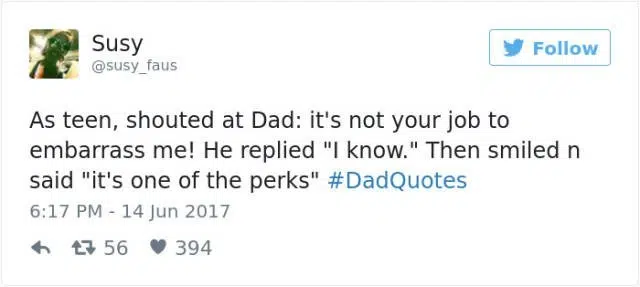 Susy
@susy_faus
Follow
As teen, shouted at Dad: it's not your job to
embarrass me! He replied "I know." Then smiled n
said "it's one of the perks" #DadQuotes
6:17 PM - 14 Jun 2017
56 394